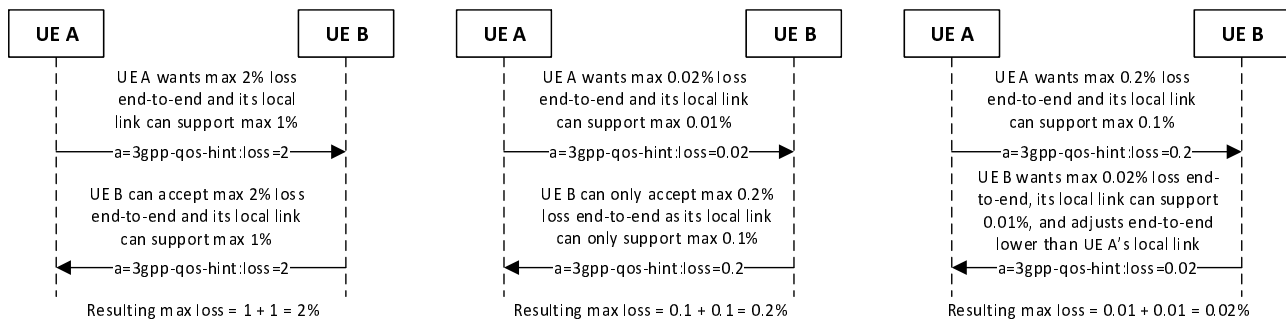 UE A
UE B
UE A wants max 2% loss
end-to-end and its local
link can support max 1%
a=3gpp-qos-hint:loss=2
UE B can accept max 2% loss
end-to-end and its local link
can support max 1%
a=3gpp-qos-hint:loss=2
Resulting max loss = 1 + 1 = 2%
UE A
UE B
UE A wants max 0.02% loss
end-to-end and its local link
can support max 0.01%
a=3gpp-qos-hint:loss=0.02
UE B can only accept max 0.2%
loss end-to-end as its local link
can only support max 0.1%
a=3gpp-qos-hint:loss=0.2
Resulting max loss = 0.1 + 0.1 = 0.2%
UE A
UE B
UE A wants max 0.2% loss
end-to-end and its local link
can support max 0.1%
a=3gpp-qos-hint:loss=0.2
UE B wants max 0.02% loss end-
to-end, its local link can support
0.01%, and adjusts end-to-end
lower than UE A’s local link
a=3gpp-qos-hint:loss=0.02
Resulting max loss = 0.01 + 0.01 = 0.02%